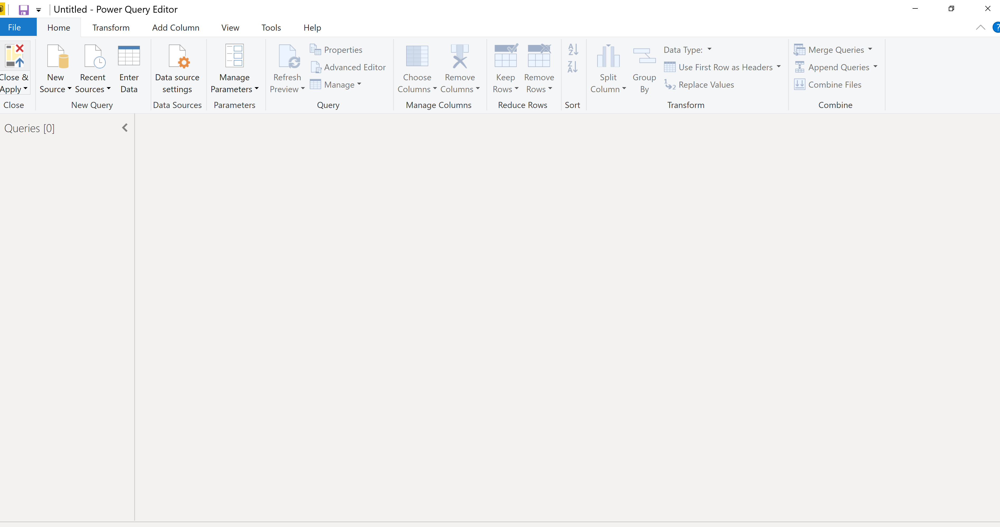 Untitled - Power Query Editor
File
Home
Transform
Add Column
View
Tools
Help
Close &
Apply
Close
New
Source
Recent
Sources
Enter
Data
New Query
Data source
settings
Data Sources
Manage
Parameters
Parameters
Refresh
Preview
Properties
Advanced Editor
Manage
Query
Choose
Columns
Remove
Columns
Manage Columns
Keep
Rows
Remove
Rows
Reduce Rows
A
Z
Z
A
Sort
Split
Column
Group
By
Data Type:
Use First Row as Headers
1
2
Replace Values
Transform
Merge Queries
Append Queries
Combine Files
Combine
?
Queries [0]